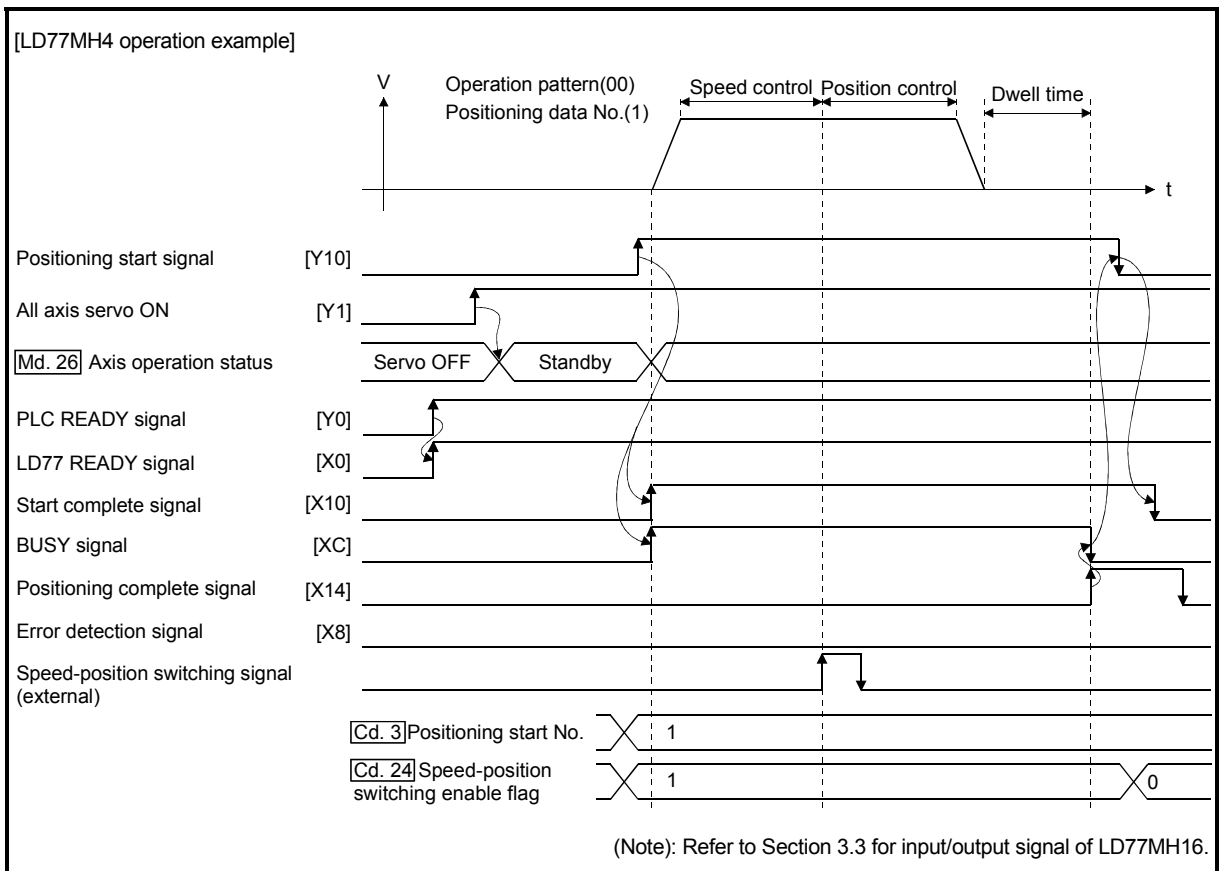 [LD77MH4 operation example]
V
Operation pattern(00)
Positioning data No.(1)
Speed control
Position control
Dwell time
t
Positioning start signal [Y10]
All axis servo ON [Y1]
Md. 26 Axis operation status
Servo OFF
Standby
PLC READY signal [Y0]
LD77 READY signal [X0]
Start complete signal [X10]
BUSY signal [XC]
Positioning complete signal [X14]
Error detection signal [X8]
Speed-position switching signal
(external)
Cd. 3 Positioning start No.
1
Cd. 24 Speed-position
switching enable flag
1
0
(Note): Refer to Section 3.3 for input/output signal of LD77MH16.